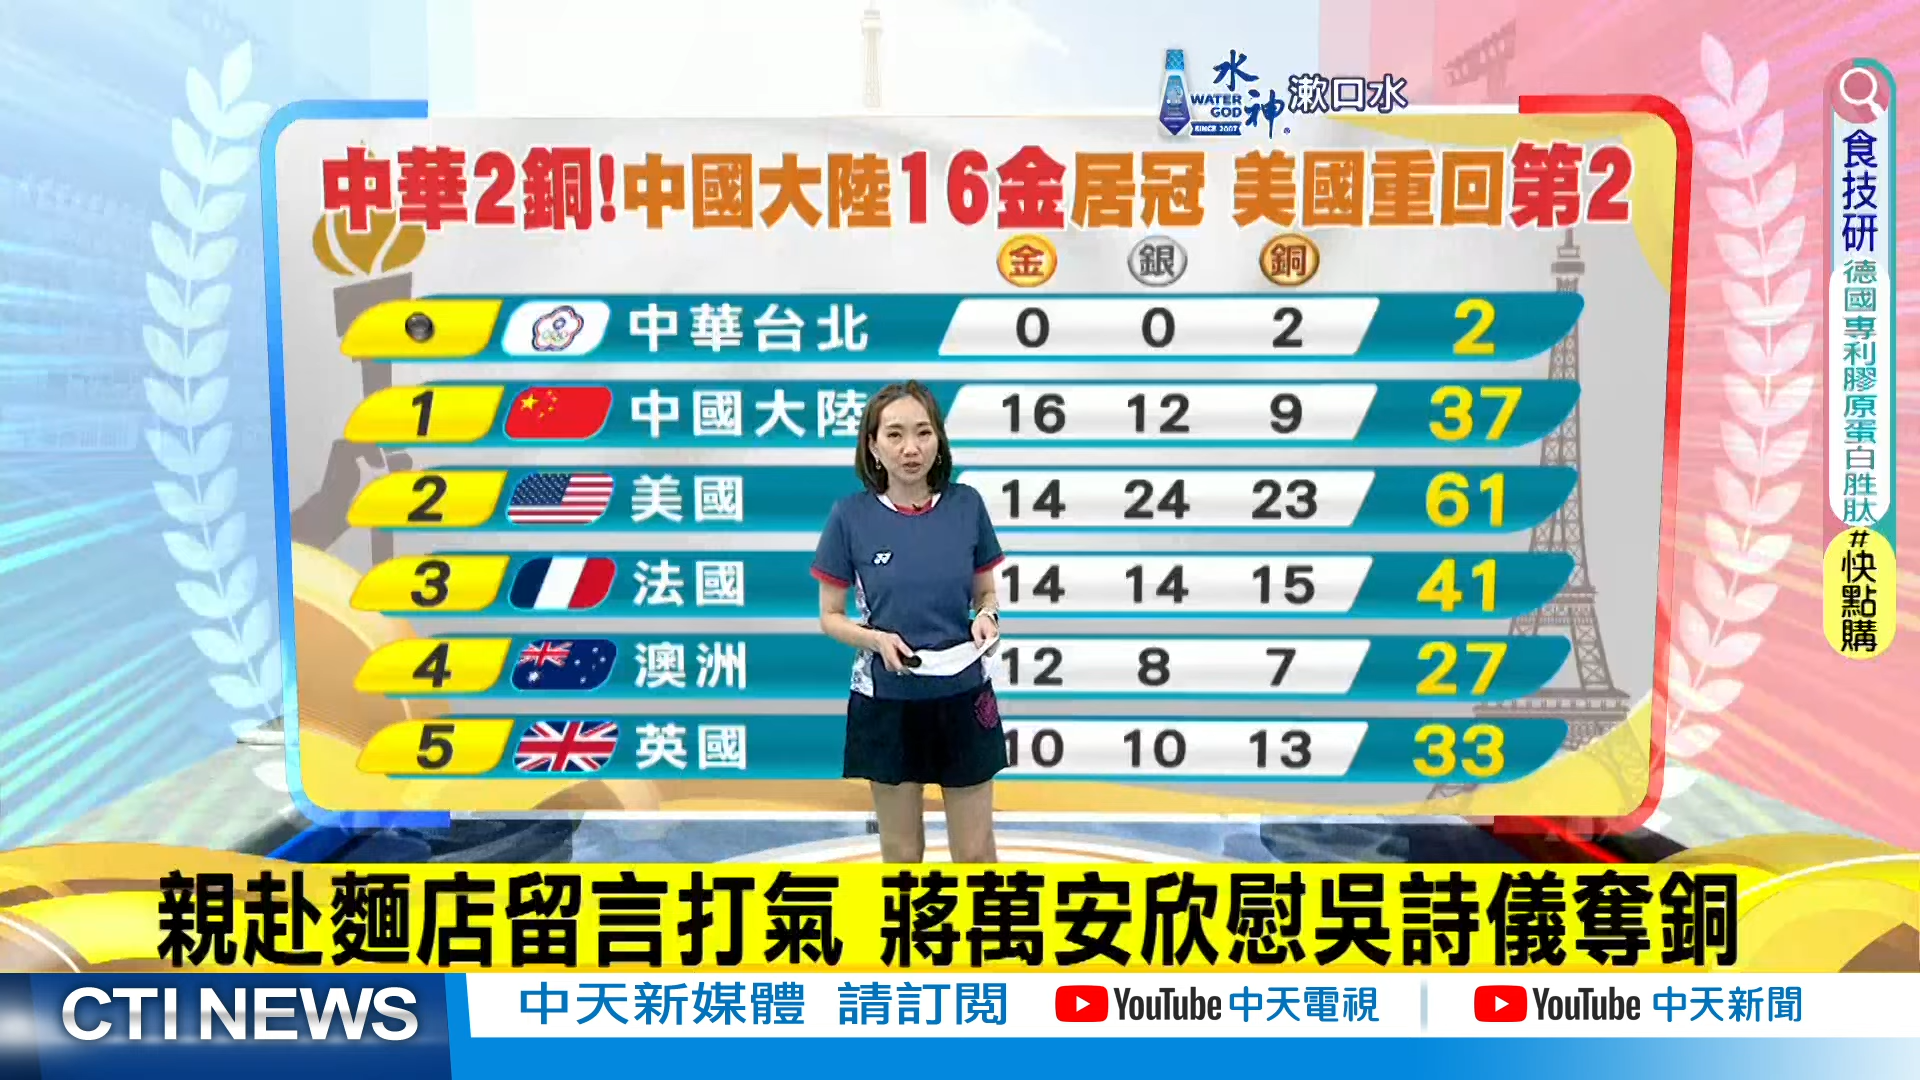 水神
WATER
GOD
SINCE 2007
漱口水
中華2銅!中國大陸16金居冠 美國重回第2
金 銀 銅
中華台北 0 0 2 2
1 中國大陸 16 12 9 37
2 美國 14 24 23 61
3 法國 14 14 15 41
4 澳洲 12 8 7 27
5 英國 10 10 13 33
食技研
德國專利膠原蛋白胜肽
#快點購
親赴麵店留言打氣 蔣萬安欣慰吳詩儀奪銅
CTI NEWS
中天新媒體 請訂閱 YouTube 中天電視 YouTube 中天新聞